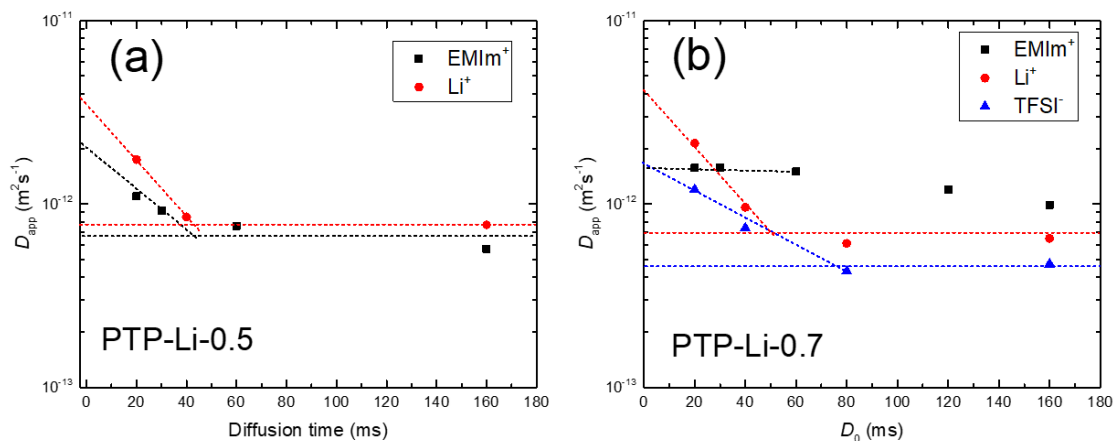 (a)
EMIm⁺
Li⁺
10⁻¹¹
10⁻¹²
10⁻¹³
D_app (m²s⁻¹)
PTP-Li-0.5
0 20 40 60 80 100 120 140 160 180
Diffusion time (ms)
(b)
EMIm⁺
Li⁺
TFSI⁻
10⁻¹¹
10⁻¹²
10⁻¹³
D_app (m²s⁻¹)
PTP-Li-0.7
0 20 40 60 80 100 120 140 160 180
D₀ (ms)